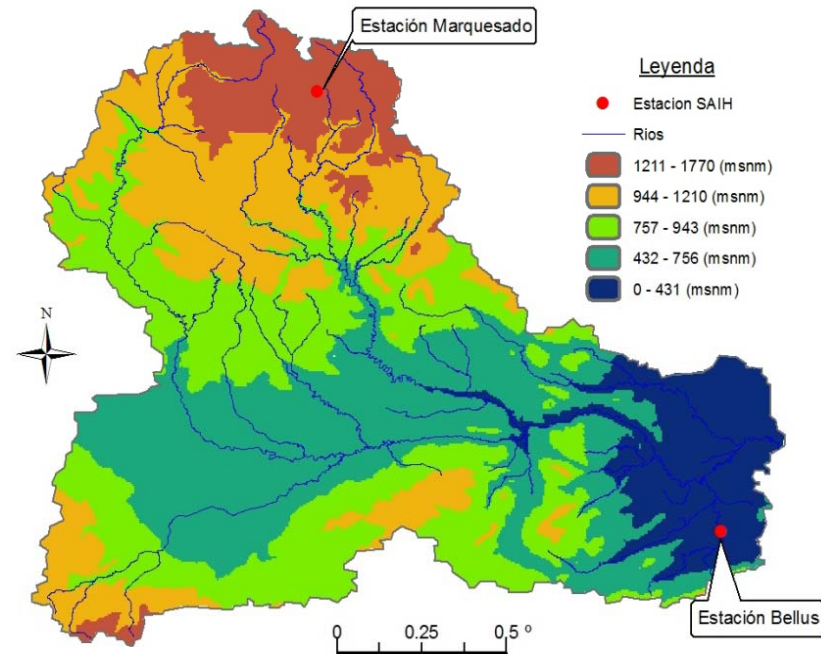 Estación Marquesado
Leyenda
Estacion SAIH
Rios
1211 - 1770 (msnm)
944 - 1210 (msnm)
757 - 943 (msnm)
432 - 756 (msnm)
0 - 431 (msnm)
N
Estación Bellus
0 0.25 0,5 º